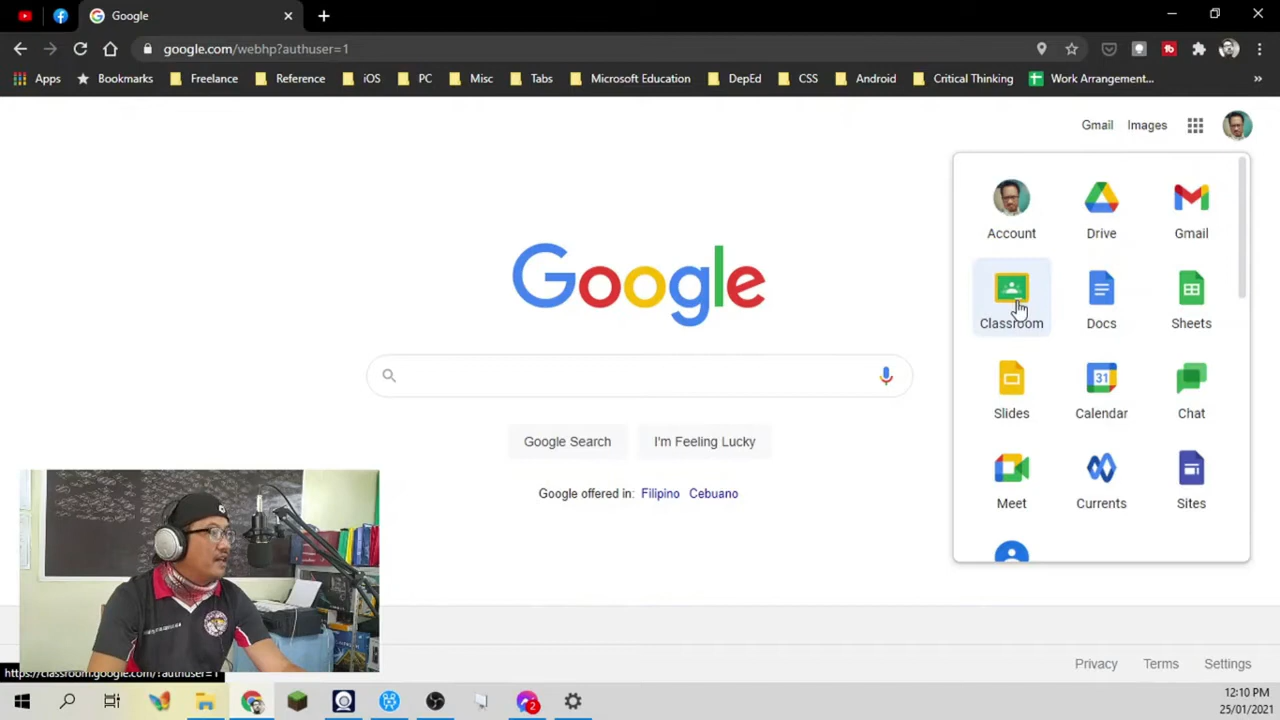 Google
google.com/webhp?authuser=1
Apps
Bookmarks
Freelance
Reference
iOS
PC
Misc
Tabs
Microsoft Education
DepEd
CSS
Android
Critical Thinking
Work Arrangement...
»
Gmail
Images
Account
Drive
Gmail
Classroom
Docs
Sheets
Slides
31
Calendar
Chat
Meet
Currents
Sites
Google
Google Search
I'm Feeling Lucky
Google offered in: Filipino Cebuano
Privacy
Terms
Settings
https://classroom.google.com/?authuser=1
2
12:10 PM
25/01/2021